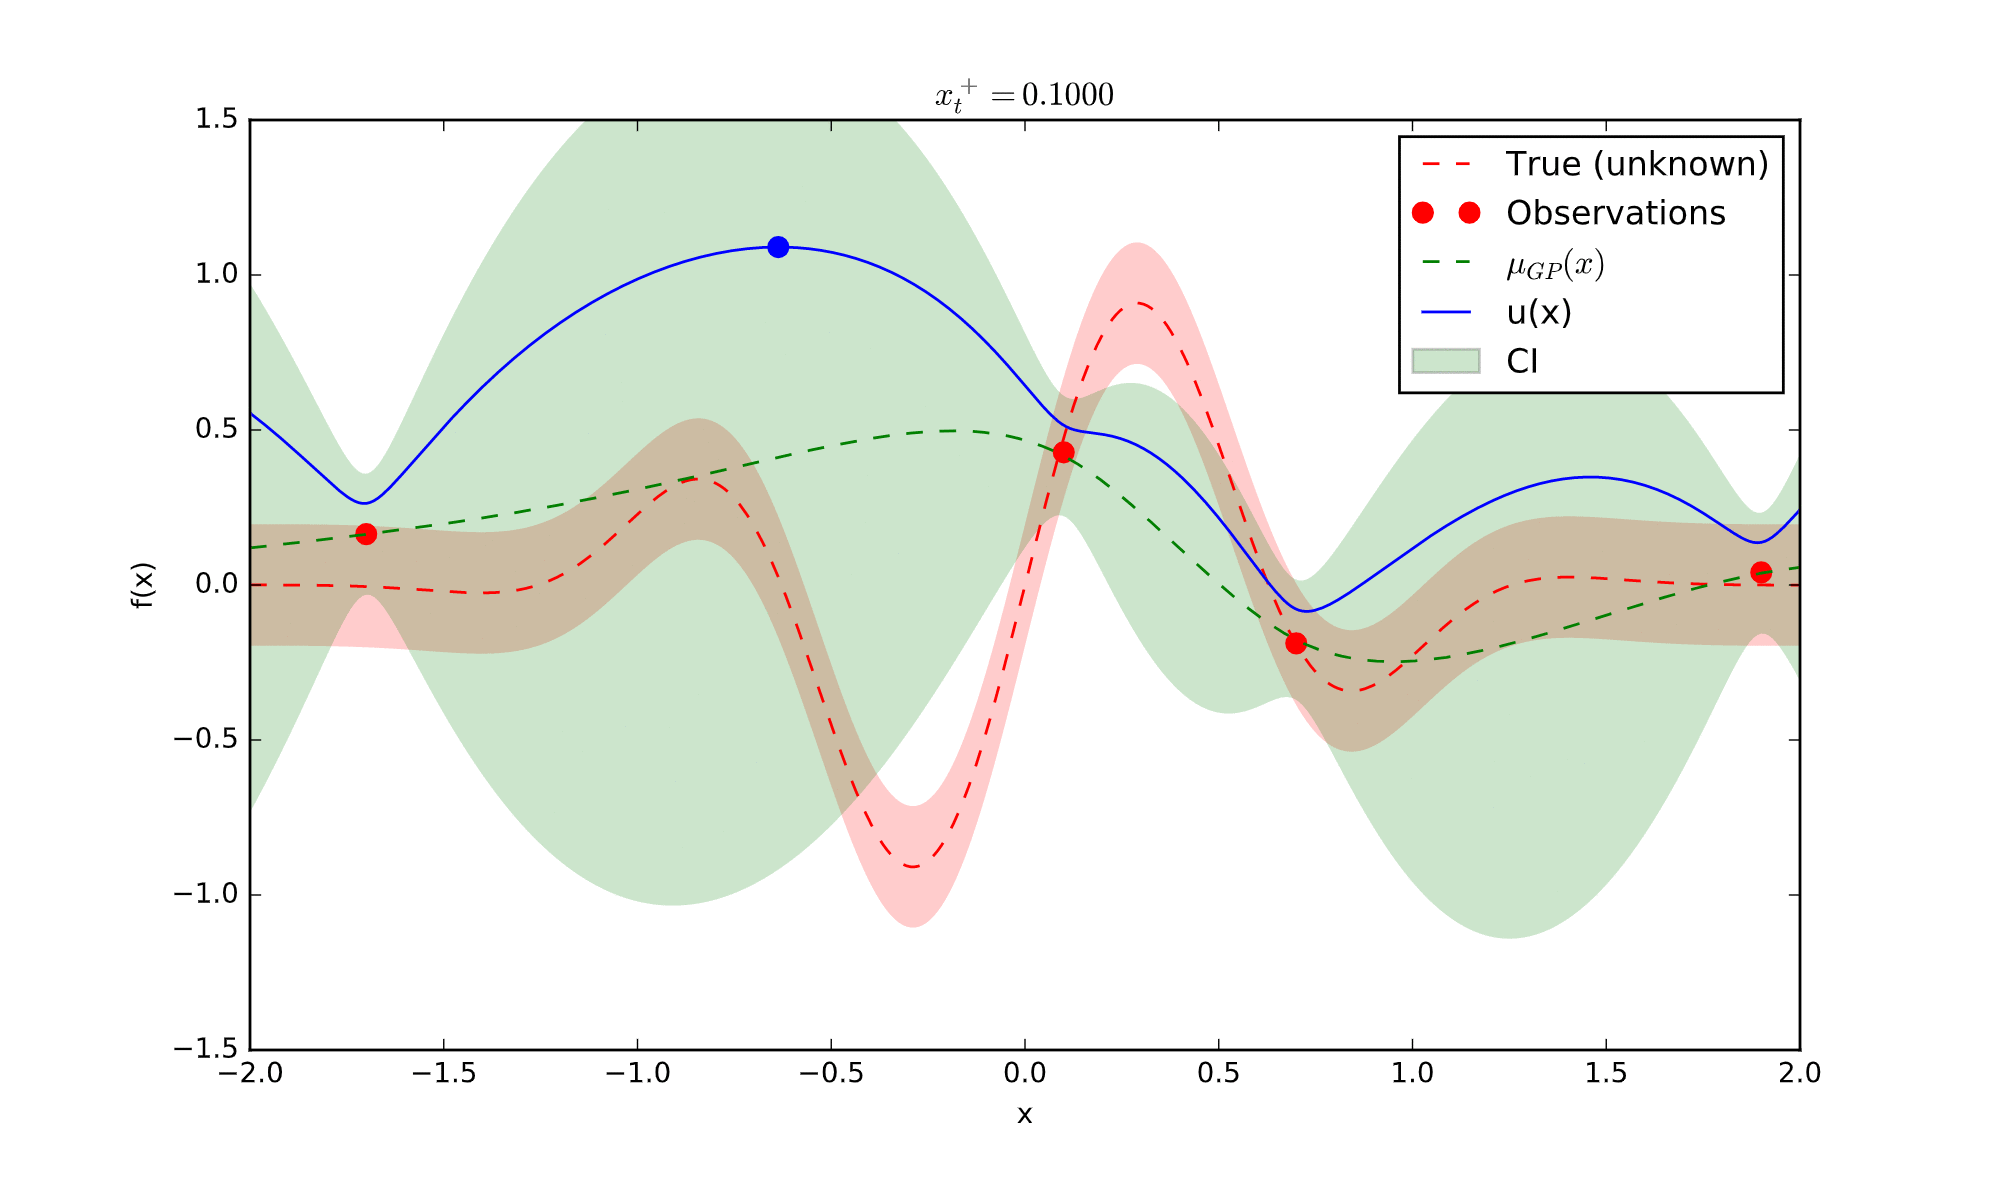 x_t^+ = 0.1000
1.5
1.0
0.5
0.0
−0.5
−1.0
−1.5
f(x)
True (unknown)
Observations
μ_{GP}(x)
u(x)
CI
−2.0 −1.5 −1.0 −0.5 0.0 0.5 1.0 1.5 2.0
x